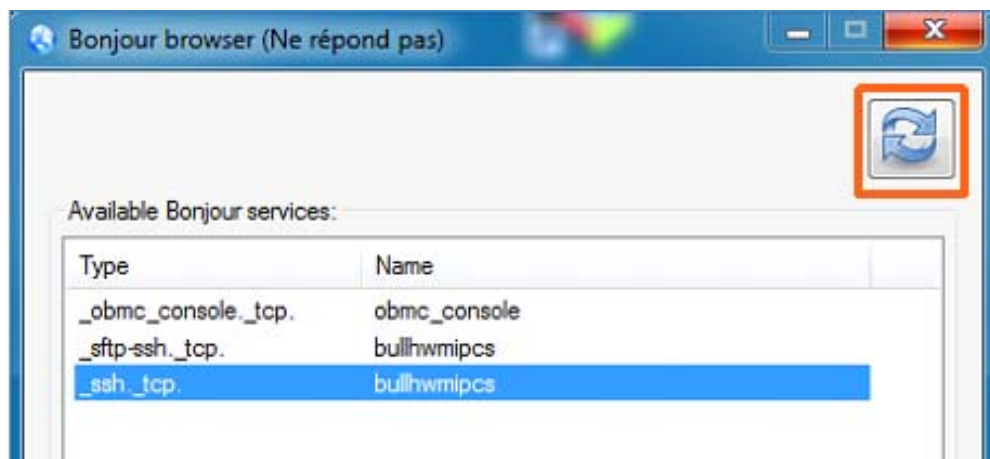 Bonjour browser (Ne répond pas)
Available Bonjour services:
Type Name
_obmc_console._tcp. obmc_console
_sftp-ssh._tcp. bullhwmipcs
_ssh._tcp. bullhwmipcs